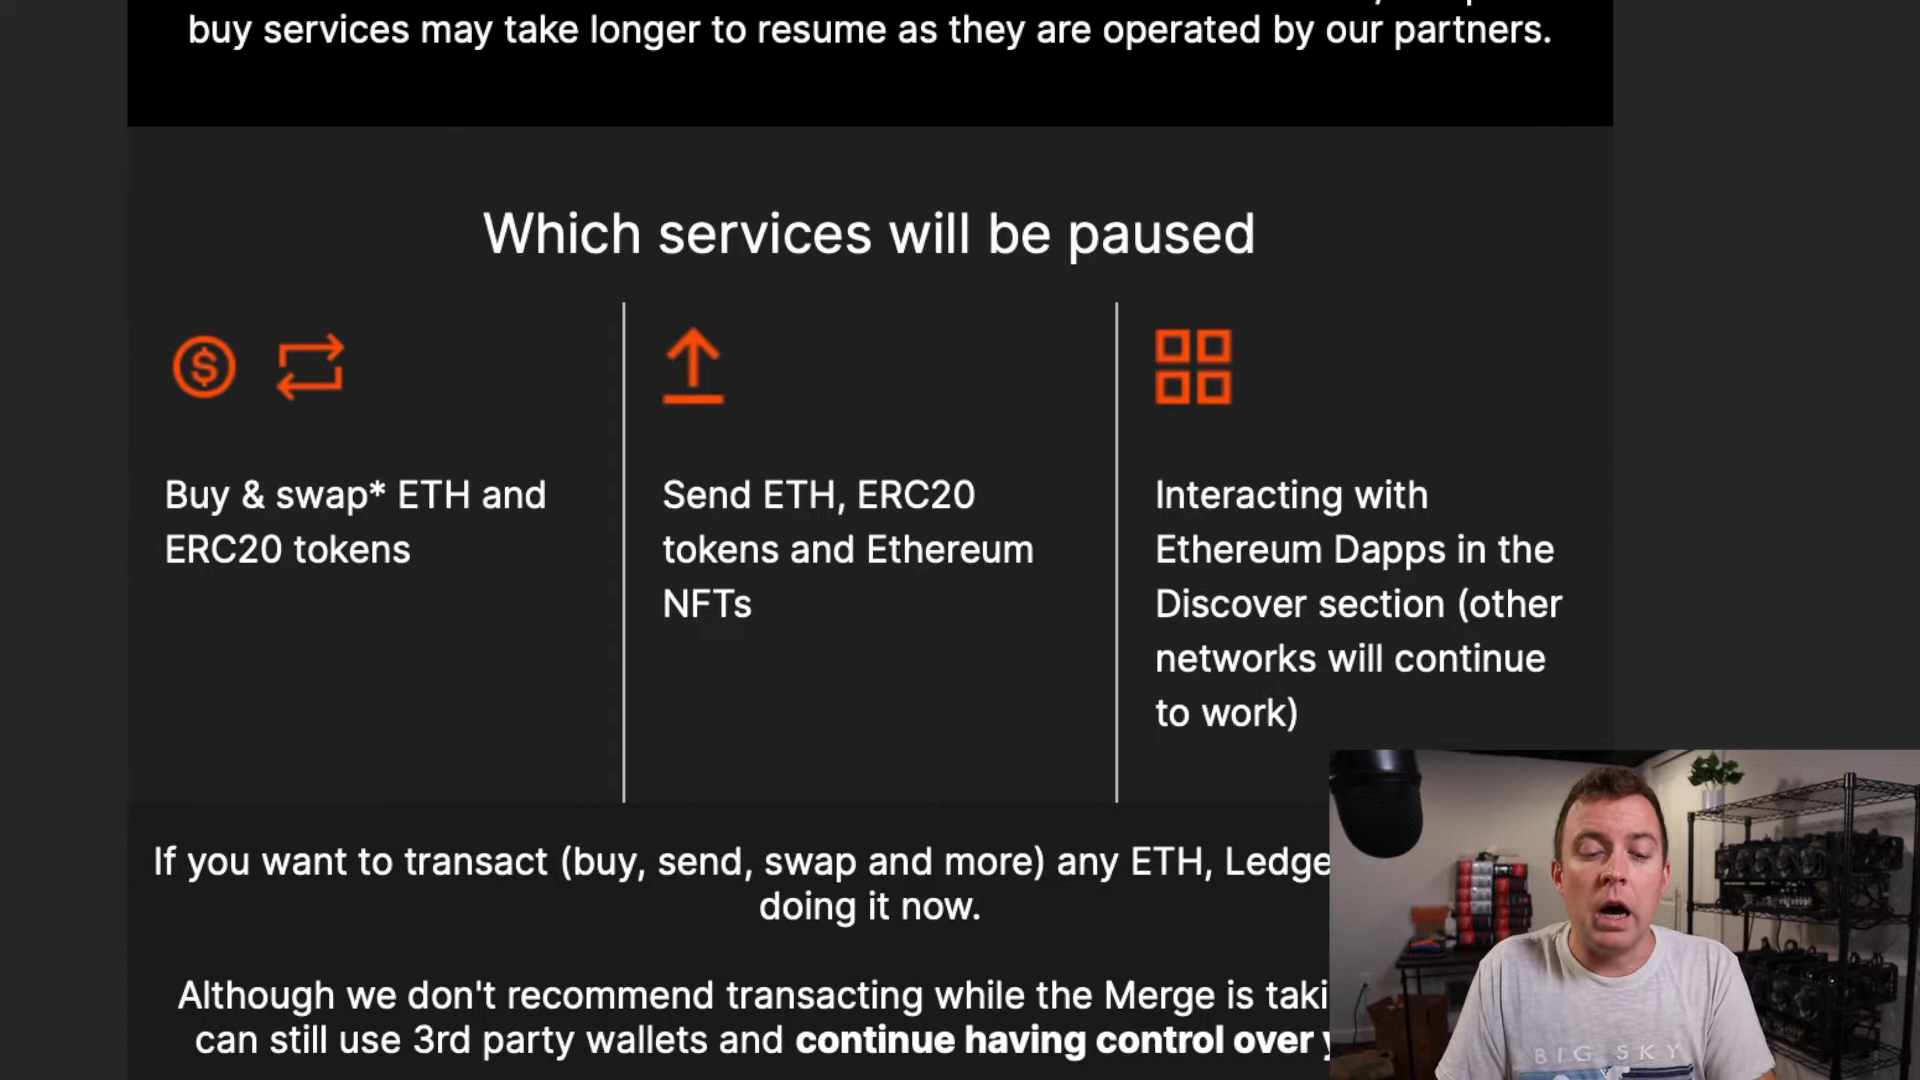 buy services may take longer to resume as they are operated by our partners.
Which services will be paused
Buy & swap* ETH and
ERC20 tokens
Send ETH, ERC20
tokens and Ethereum
NFTs
Interacting with
Ethereum Dapps in the
Discover section (other
networks will continue
to work)
If you want to transact (buy, send, swap and more) any ETH, Ledge
doing it now.
Although we don't recommend transacting while the Merge is taki
can still use 3rd party wallets and continue having control over y
BIG SKY